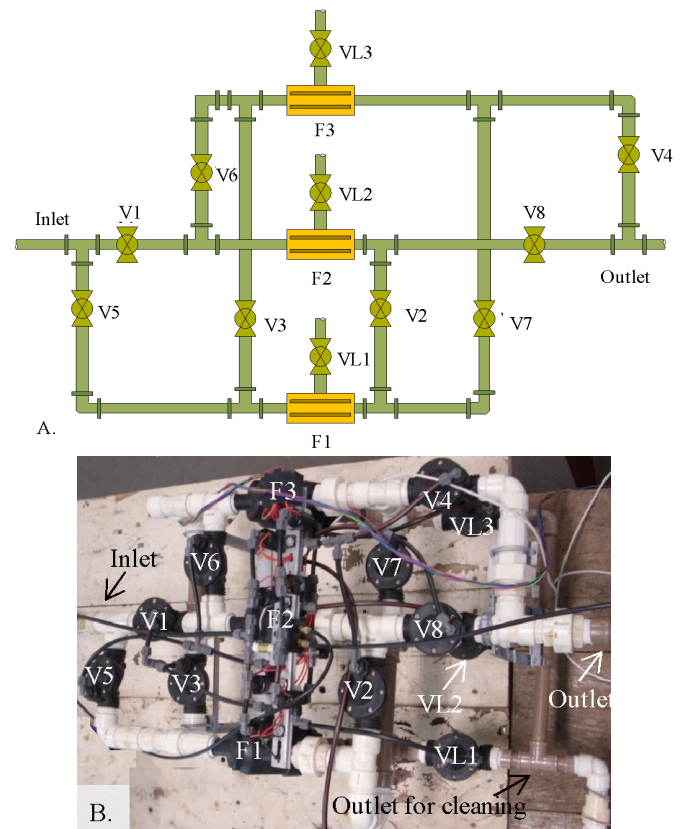 VL3
F3
V6
V4
VL2
Inlet
V1
V8
F2
Outlet
V5
V3
V2
V7
VL1
F1
A.
F3
V4
VL3
Inlet
V6
V7
V1
F2
V8
V5
V3
V2
VL2
Outlet
F1
VL1
Outlet for cleaning
B.